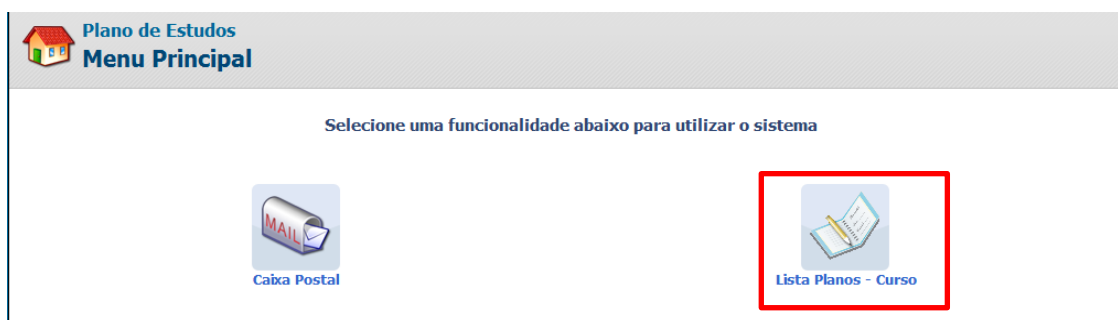 Plano de Estudos
Menu Principal
Selecione uma funcionalidade abaixo para utilizar o sistema
MAIL
Caixa Postal
Lista Planos - Curso